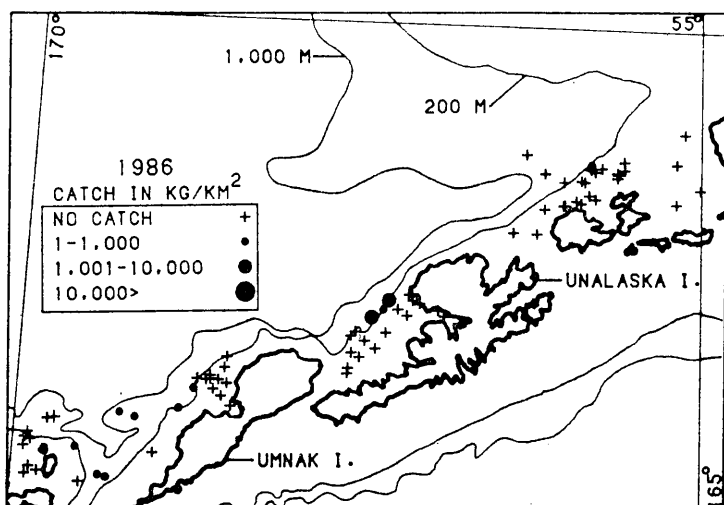 170°
55°
1,000 M
200 M
1986
CATCH IN KG/KM²
NO CATCH +
1-1,000
1,001-10,000
10,000>
UNALASKA I.
UMNAK I.
165°